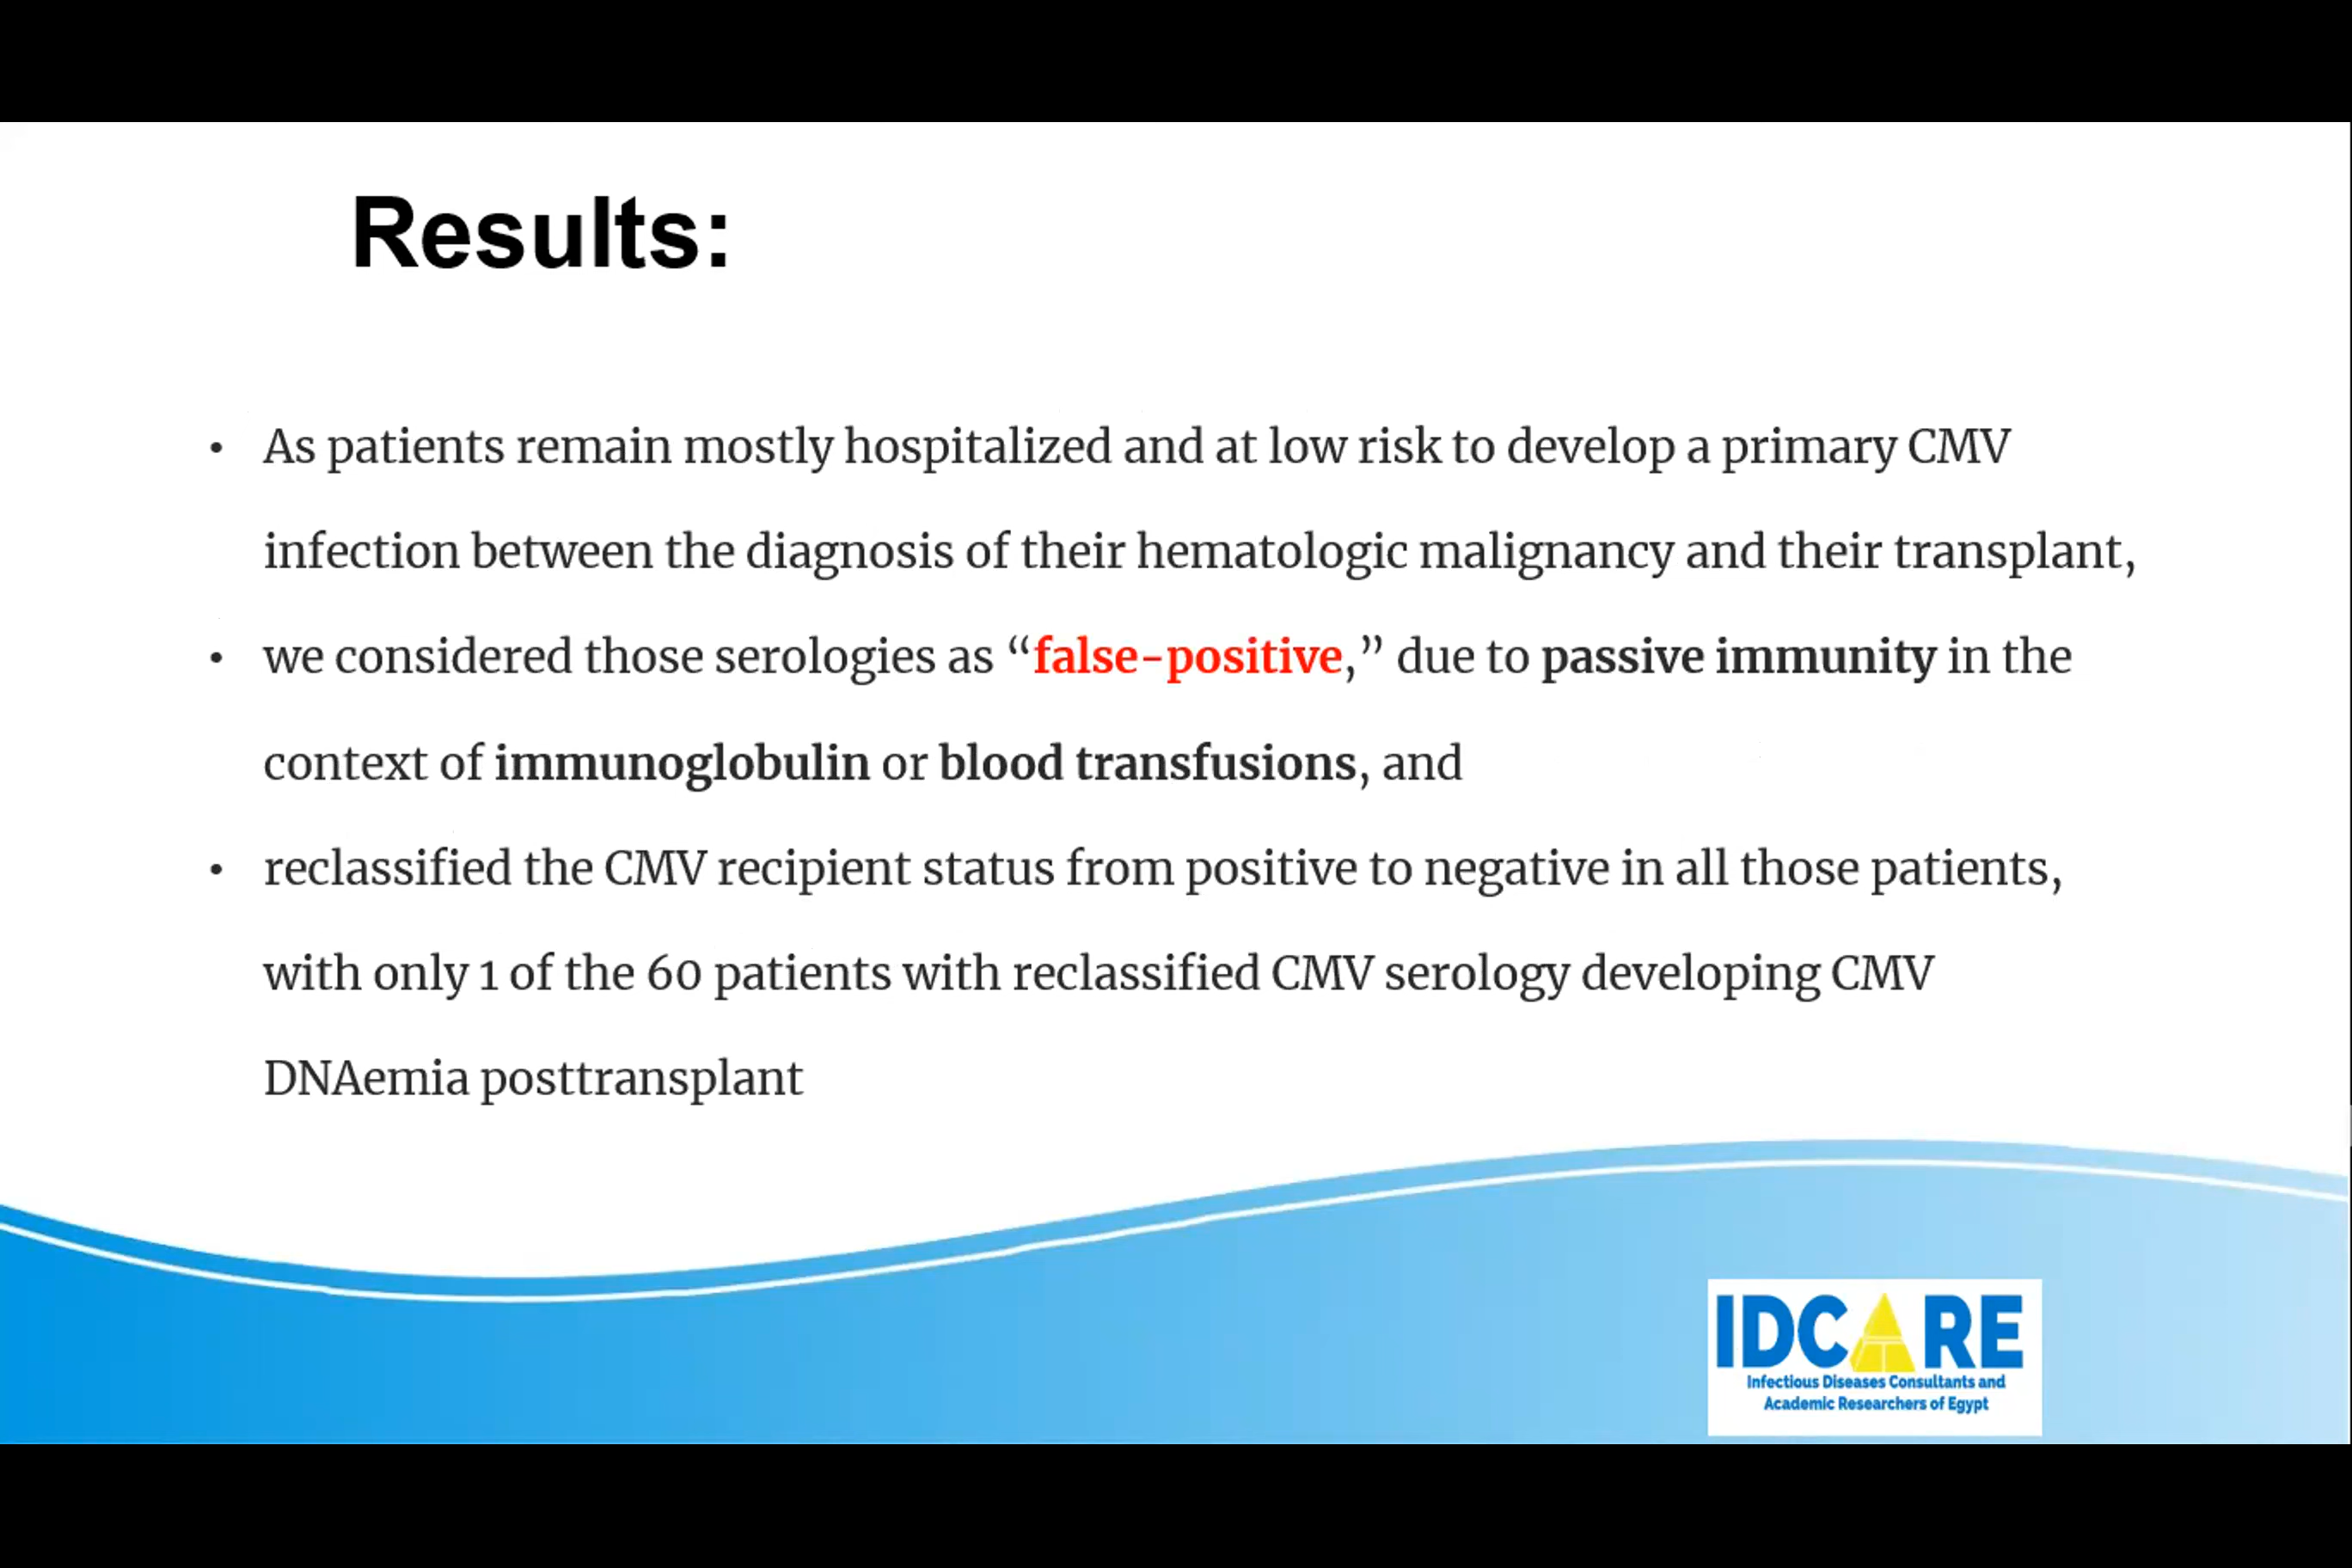 Results:
• As patients remain mostly hospitalized and at low risk to develop a primary CMV
infection between the diagnosis of their hematologic malignancy and their transplant,
• we considered those serologies as “false-positive,” due to passive immunity in the
context of immunoglobulin or blood transfusions, and
• reclassified the CMV recipient status from positive to negative in all those patients,
with only 1 of the 60 patients with reclassified CMV serology developing CMV
DNAemia posttransplant
IDCARE
Infectious Diseases Consultants and
Academic Researchers of Egypt